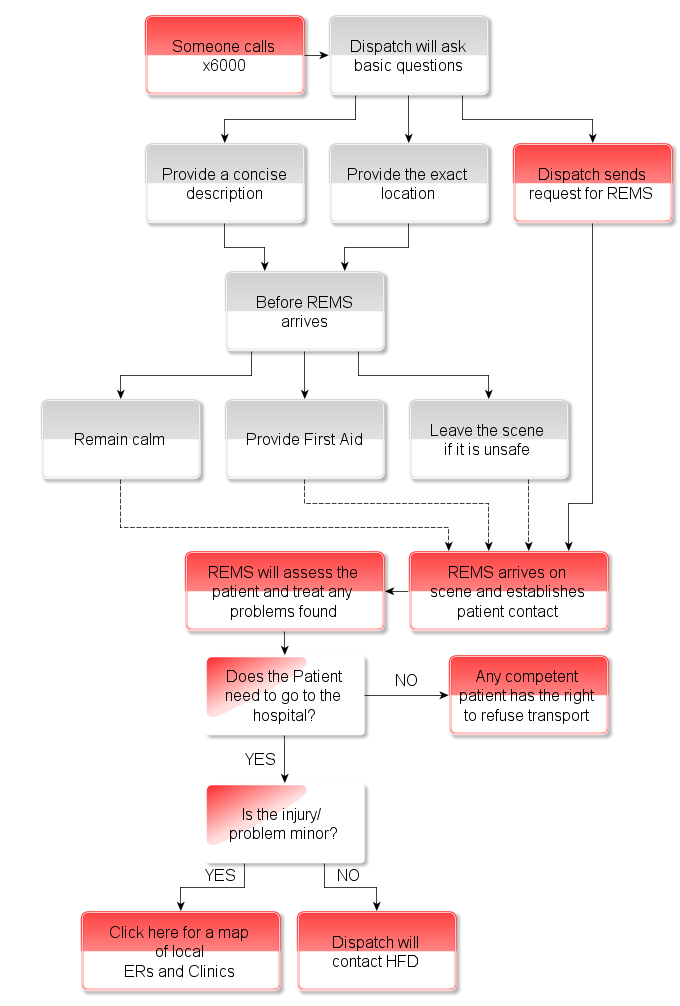 Someone calls
x6000
Dispatch will ask
basic questions
Provide a concise
description
Provide the exact
location
Dispatch sends
request for REMS
Before REMS
arrives
Remain calm
Provide First Aid
Leave the scene
if it is unsafe
REMS will assess the
patient and treat any
problems found
REMS arrives on
scene and establishes
patient contact
Does the Patient
need to go to the
hospital?
NO
Any competent
patient has the right
to refuse transport
YES
Is the injury/
problem minor?
YES
NO
Click here for a map
of local
ERs and Clinics
Dispatch will
contact HFD